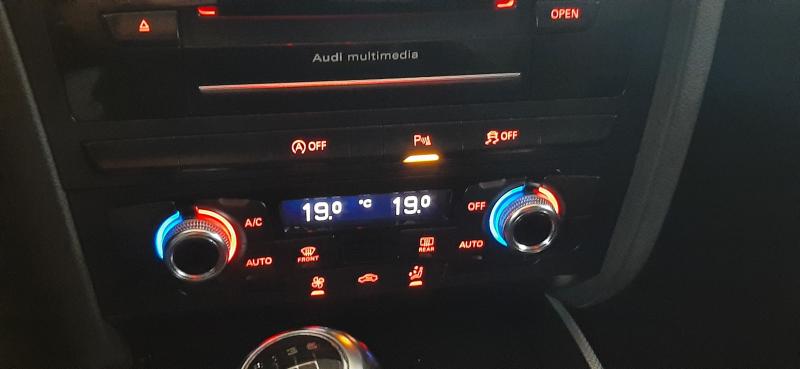 OPEN
Audi multimedia
A OFF
P
OFF
19.0 °C 19.0
OFF
A/C
AUTO
AUTO
FRONT
REAR